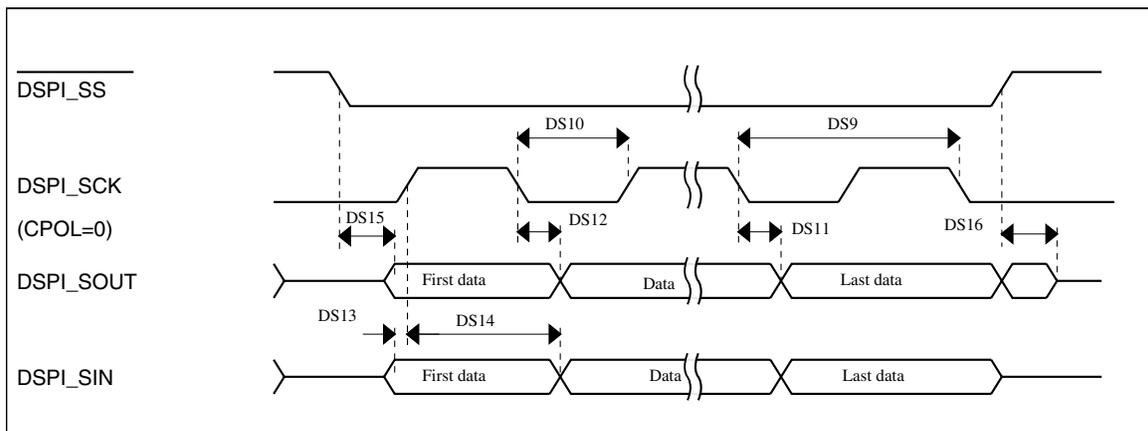 DSPI_SS
DS10
DS9
DSPI_SCK
(CPOL=0)
DS15
DS12
DS11
DS16
DSPI_SOUT
First data
Data
Last data
DS13
DS14
DSPI_SIN
First data
Data
Last data